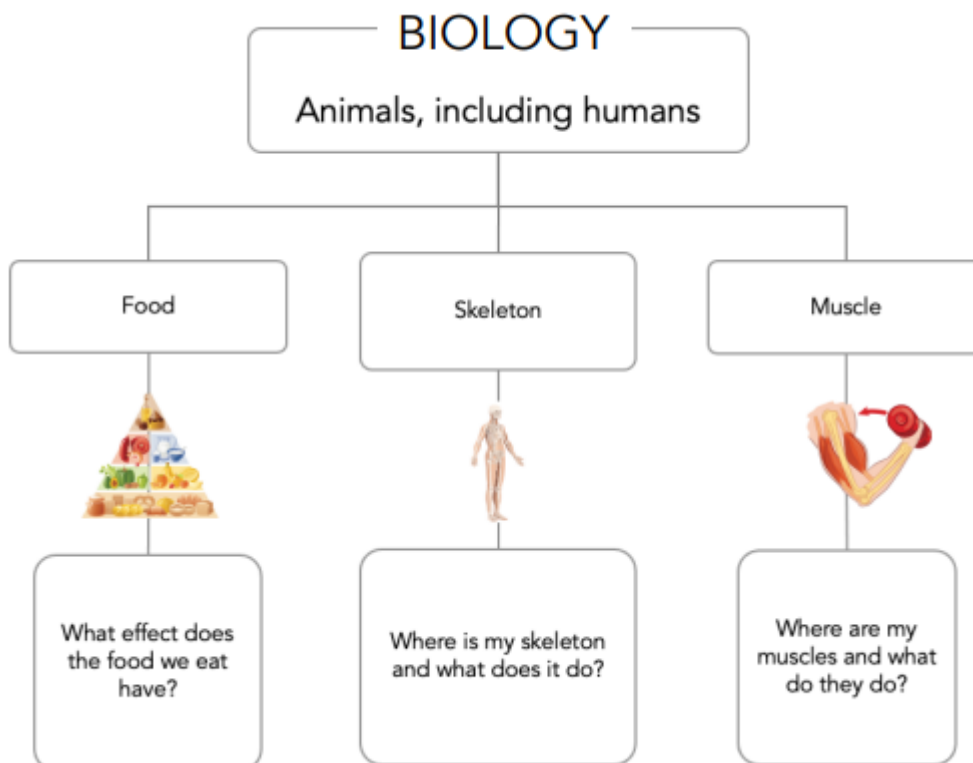 BIOLOGY
Animals, including humans
Food
Skeleton
Muscle
What effect does
the food we eat
have?
Where is my skeleton
and what does it do?
Where are my
muscles and what
do they do?